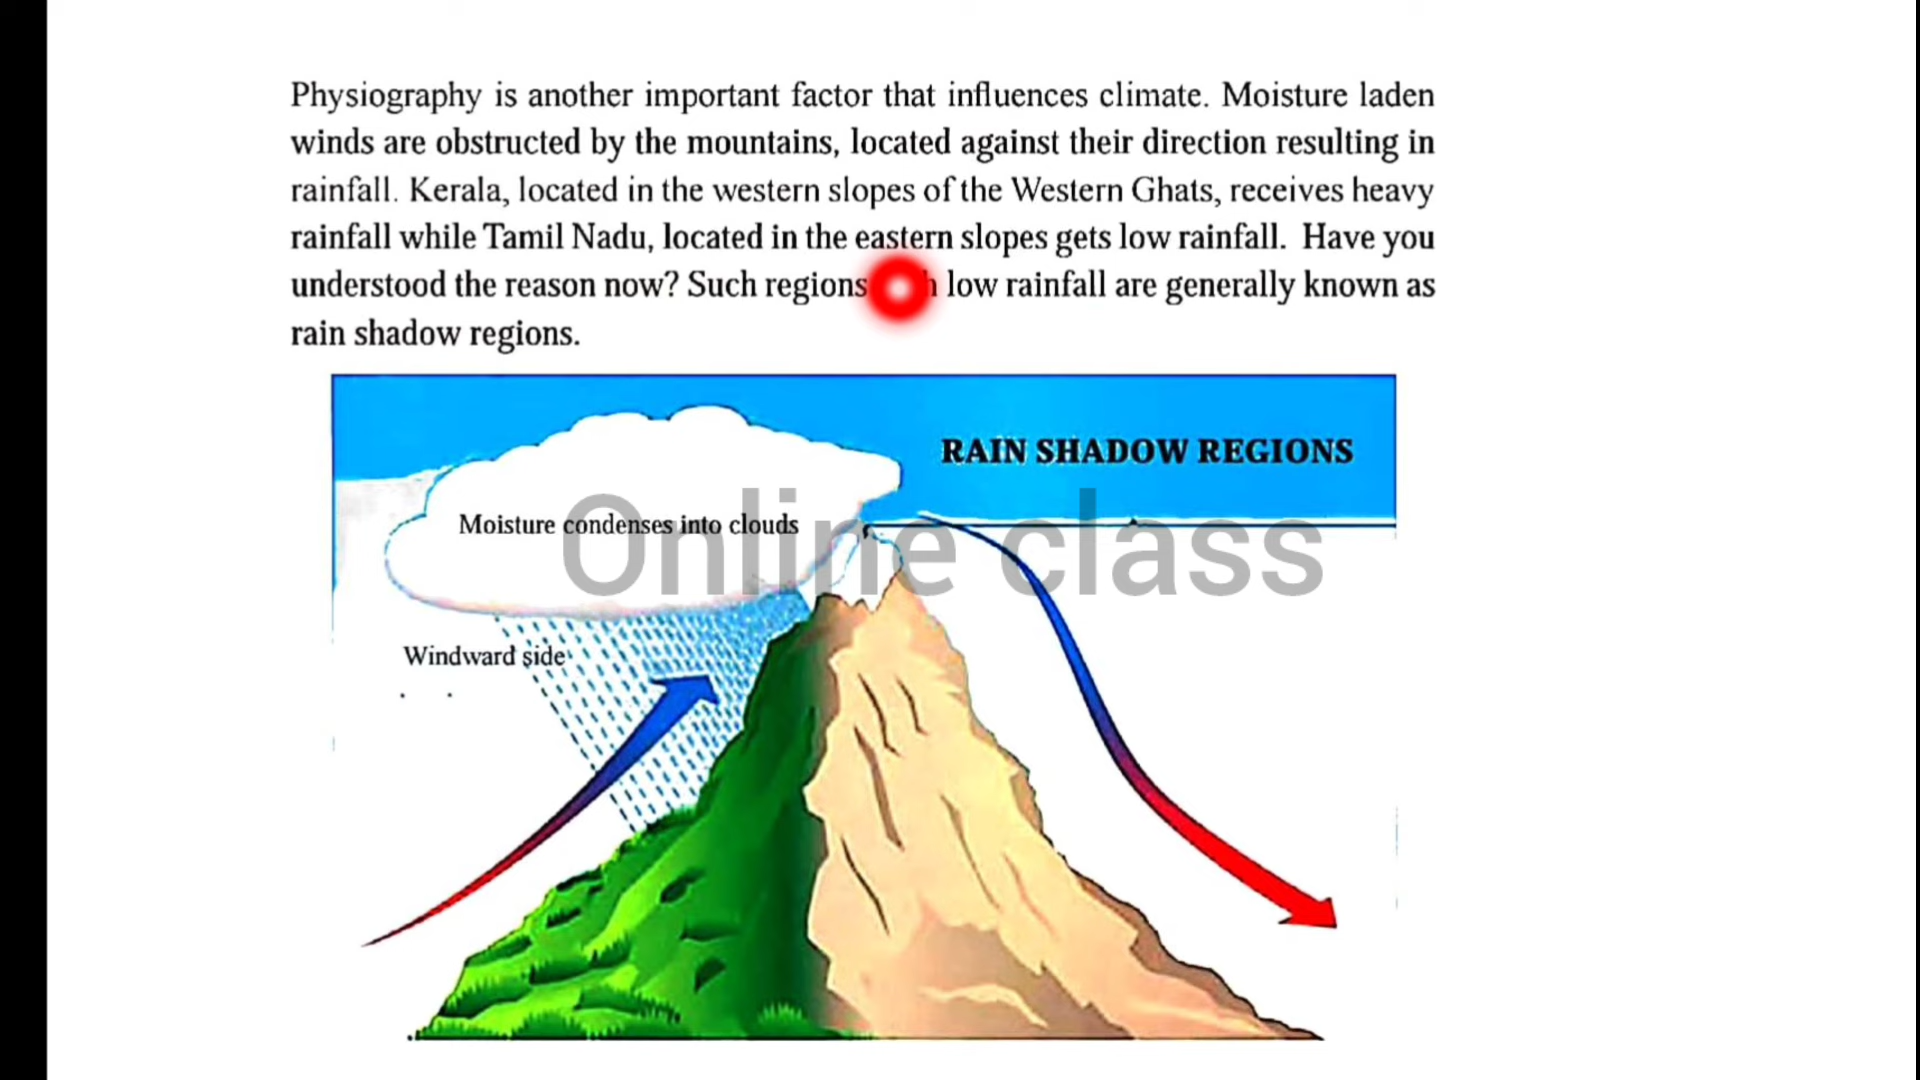 Physiography is another important factor that influences climate. Moisture laden
winds are obstructed by the mountains, located against their direction resulting in
rainfall. Kerala, located in the western slopes of the Western Ghats, receives heavy
rainfall while Tamil Nadu, located in the eastern slopes gets low rainfall. Have you
understood the reason now? Such regions low rainfall are generally known as
rain shadow regions.
RAIN SHADOW REGIONS
Moisture condenses into clouds
Online class
Windward side